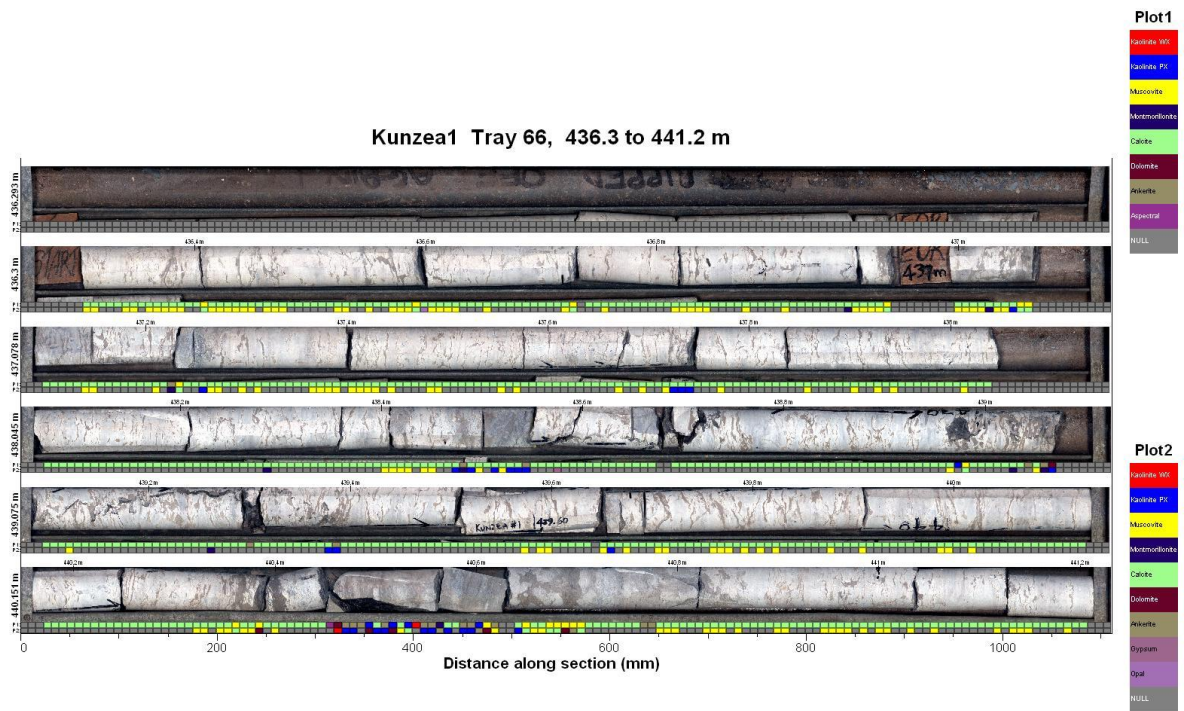 Plot1
Kaolinite WX
Kaolinite PX
Muscovite
Montmorillonite
Calcite
Dolomite
Ankerite
Aspectral
NULL
Kunzea1 Tray 66, 436.3 to 441.2 m
436.293 m
436.4 m 436.6 m 436.8 m 437 m
436.3 m
EOR
437m
437.2 m 437.4 m 437.6 m 437.8 m 438 m
437.078 m
438.2 m 438.4 m 438.6 m 438.8 m 439 m
438.045 m
439.2 m 439.4 m 439.6 m 439.8 m 440 m
439.075 m
KUNZEA #1 439.60
440.2 m 440.4 m 440.6 m 440.8 m 441 m 441.2 m
440.151 m
0 200 400 600 800 1000
Distance along section (mm)
Plot2
Kaolinite WX
Kaolinite PX
Muscovite
Montmorillonite
Calcite
Dolomite
Ankerite
Gypsum
Opal
NULL